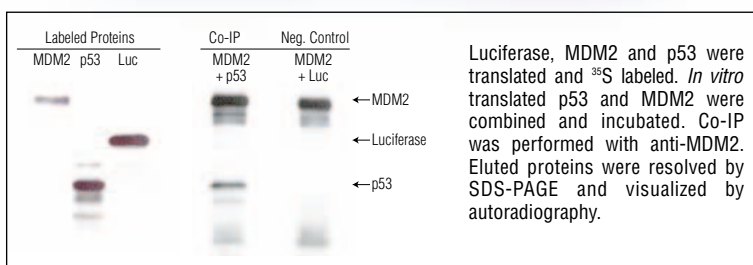 Labeled Proteins
MDM2 p53 Luc
Co-IP
MDM2
+ p53
Neg. Control
MDM2
+ Luc
←MDM2
←Luciferase
←p53
Luciferase, MDM2 and p53 were
translated and ³⁵S labeled. In vitro
translated p53 and MDM2 were
combined and incubated. Co-IP
was performed with anti-MDM2.
Eluted proteins were resolved by
SDS-PAGE and visualized by
autoradiography.